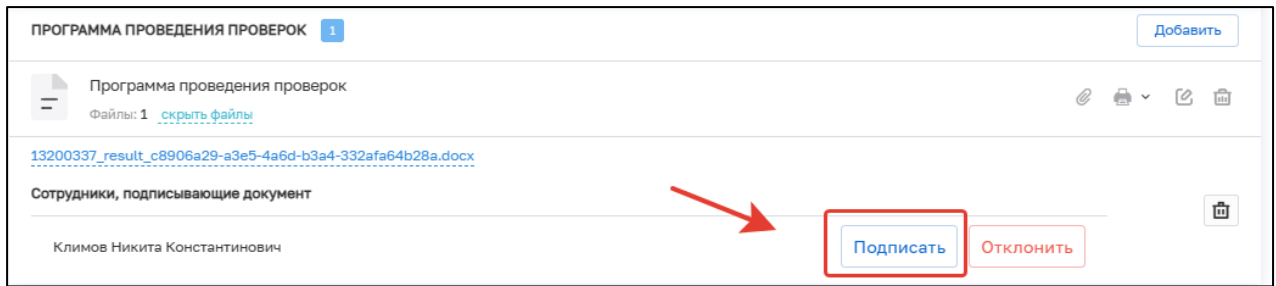 ПРОГРАММА ПРОВЕДЕНИЯ ПРОВЕРОК 1 Добавить
Программа проведения проверок
Файлы: 1 скрыть файлы
13200337_result_c8906a29-a3e5-4a6d-b3a4-332afa64b28a.docx
Сотрудники, подписывающие документ
Климов Никита Константинович Подписать Отклонить